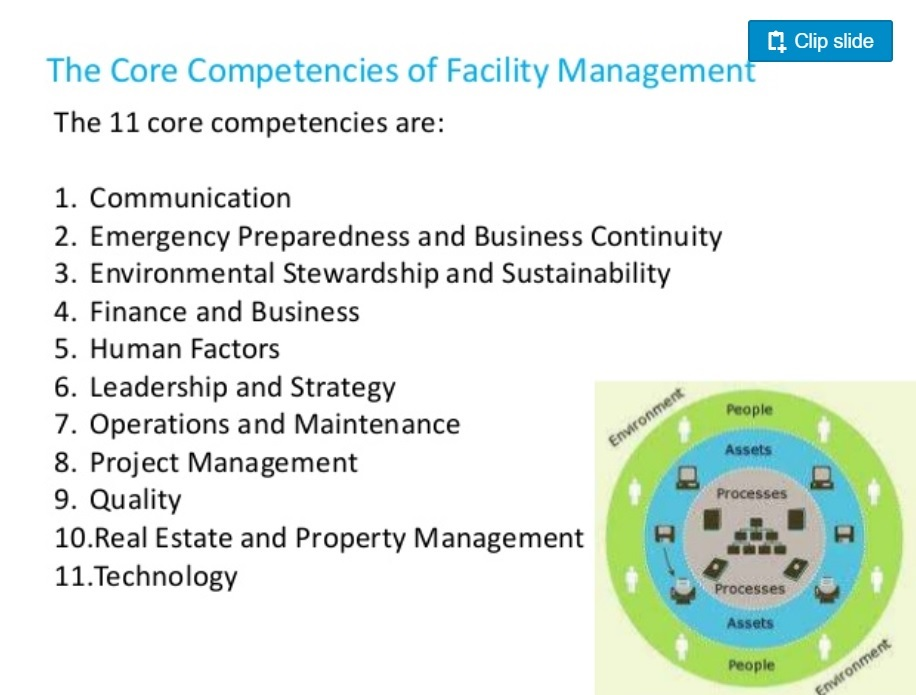 Clip slide
The Core Competencies of Facility Management
The 11 core competencies are:
1. Communication
2. Emergency Preparedness and Business Continuity
3. Environmental Stewardship and Sustainability
4. Finance and Business
5. Human Factors
6. Leadership and Strategy
7. Operations and Maintenance
8. Project Management
9. Quality
10.Real Estate and Property Management
11.Technology
Environment
People
Assets
Processes
Processes
Assets
People
Environment